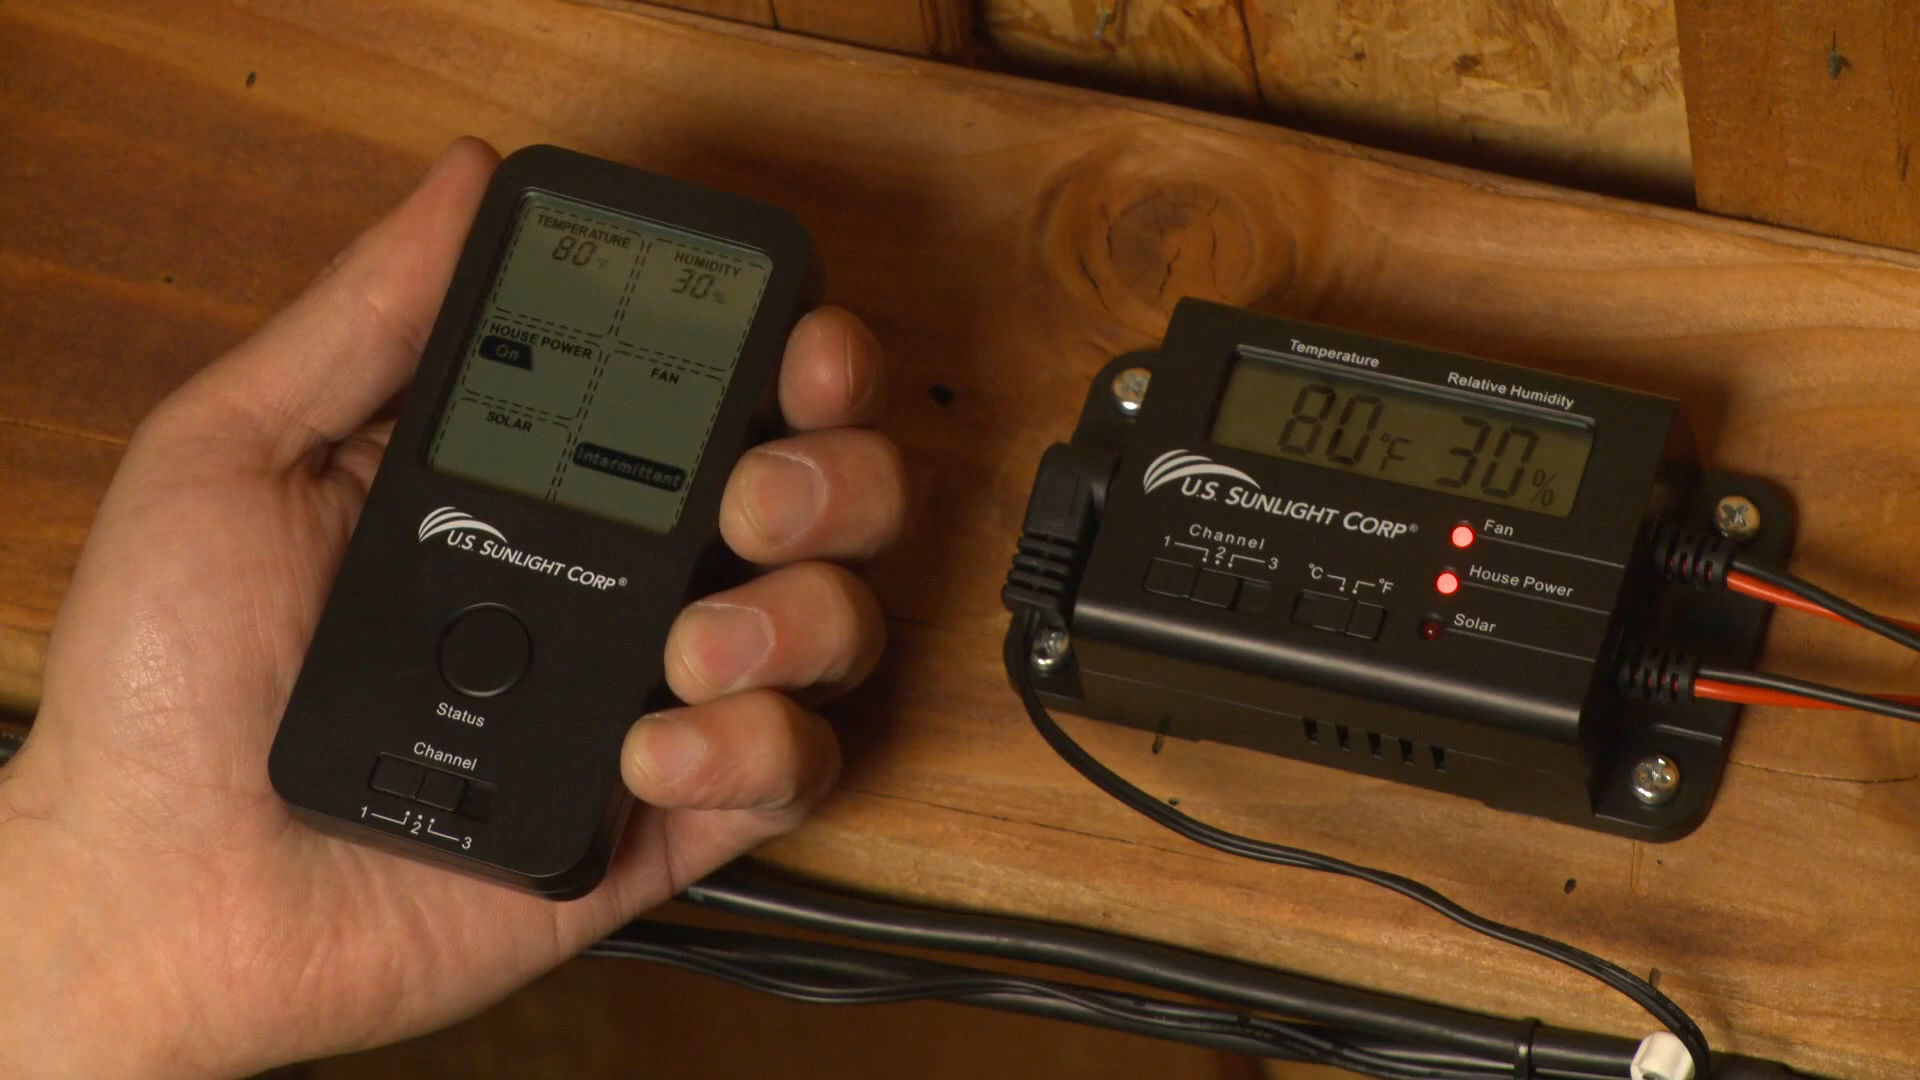 TEMPERATURE
80°F
HUMIDITY
30%
HOUSE POWER
On
FAN
SOLAR
Intermittent
U.S. SUNLIGHT CORP®
Status
Channel
1 2 3
Temperature
Relative Humidity
80°F 30%
U.S. SUNLIGHT CORP®
Fan
Channel
1 2 3
°C °F
House Power
Solar